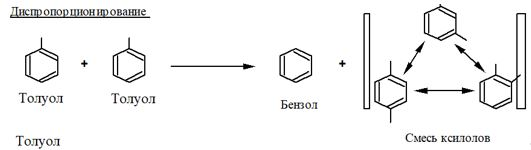 Диспропорционирование
+ +
Толуол Толуол Бензол
Смесь ксилолов
Толуол